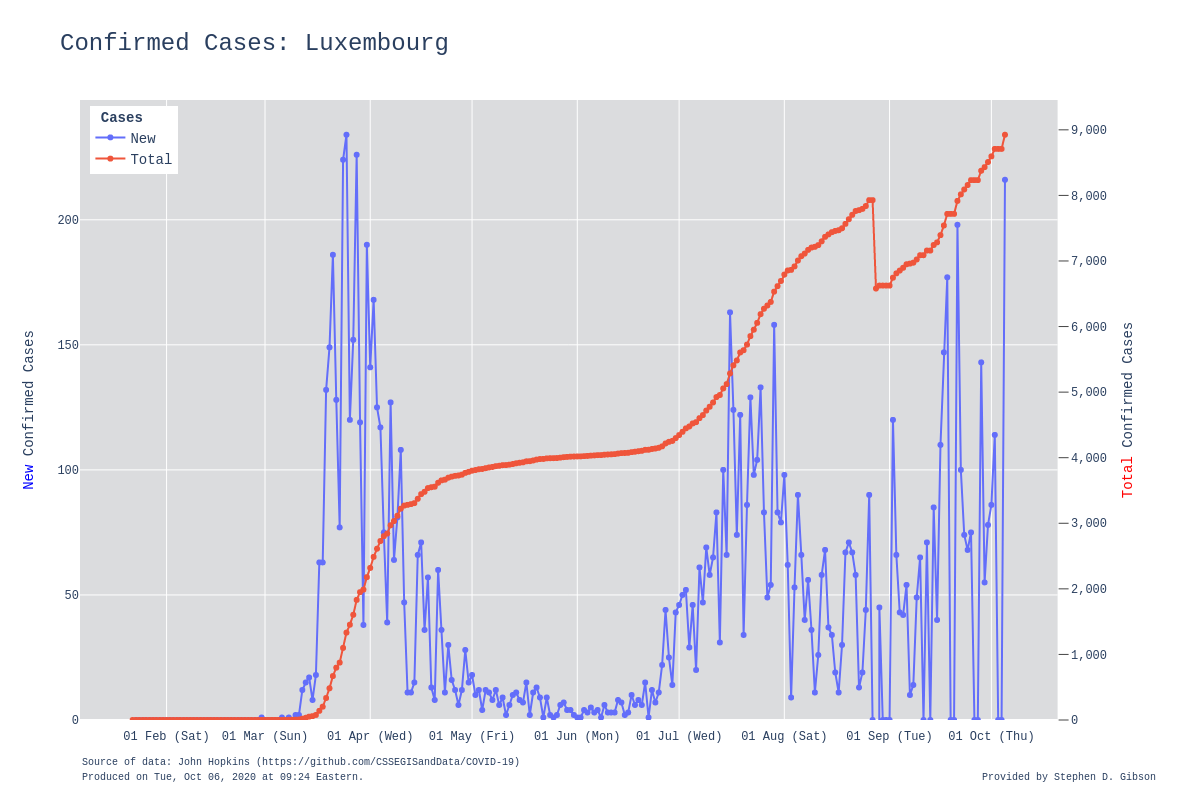 Confirmed Cases: Luxembourg
Cases
New
Total
200
150
100
50
0
New Confirmed Cases
9,000
8,000
7,000
6,000
5,000
4,000
3,000
2,000
1,000
0
Total Confirmed Cases
01 Feb (Sat) 01 Mar (Sun) 01 Apr (Wed) 01 May (Fri) 01 Jun (Mon) 01 Jul (Wed) 01 Aug (Sat) 01 Sep (Tue) 01 Oct (Thu)
Source of data: John Hopkins (https://github.com/CSSEGISandData/COVID-19)
Produced on Tue, Oct 06, 2020 at 09:24 Eastern.
Provided by Stephen D. Gibson